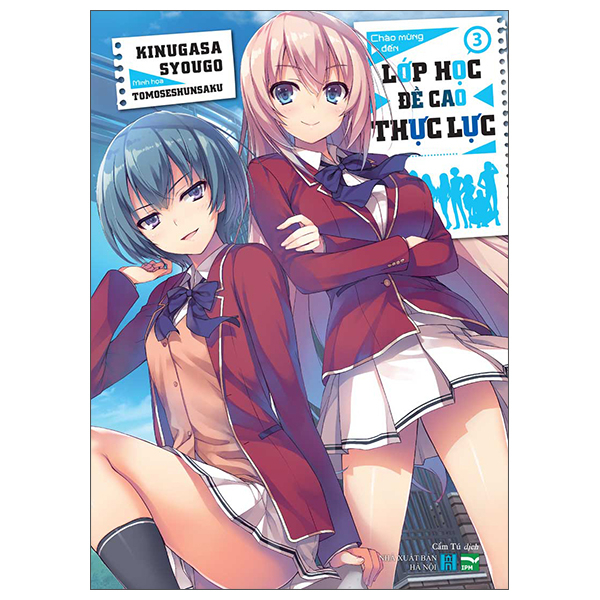 KINUGASA
SYOUGO
Minh họa
TOMOSESHUNSAKU
Chào mừng
đến
3
LỚP HỌC
ĐỀ CAO
THỰC LỰC
Cẩm Tú dịch
NHÀ XUẤT BẢN
HÀ NỘI
IPM